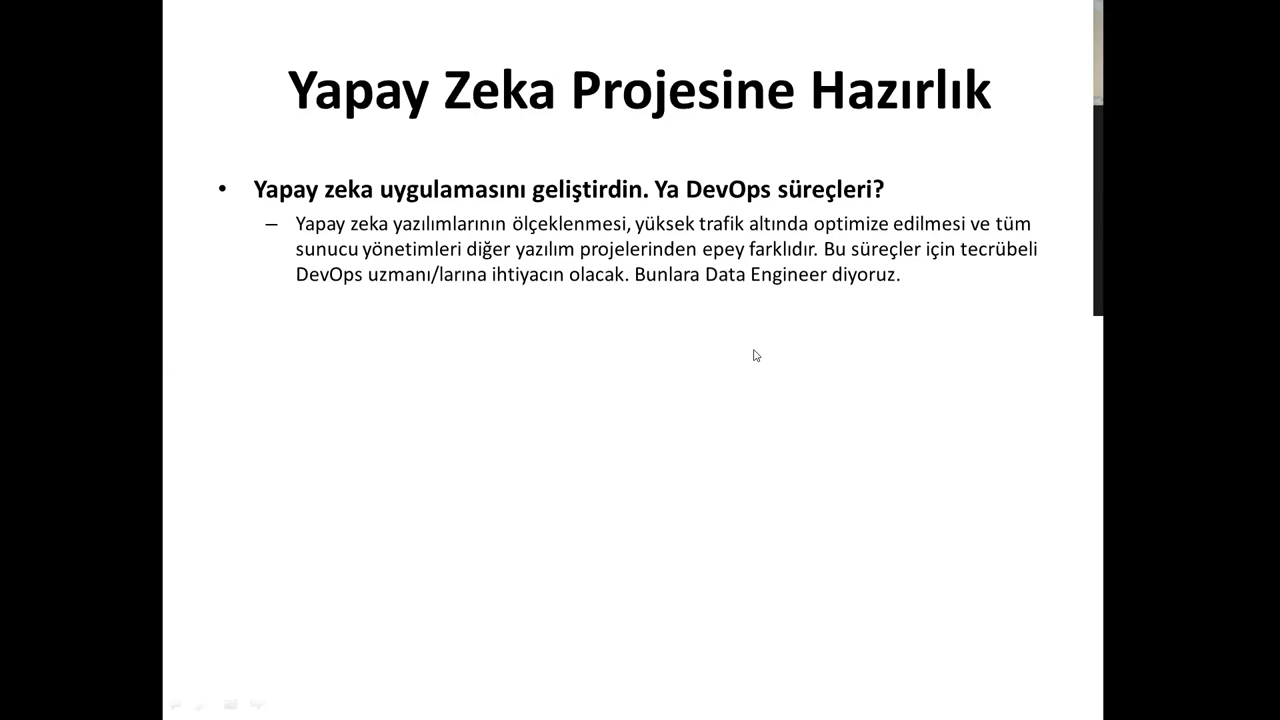 Yapay Zeka Projesine Hazırlık
• Yapay zeka uygulamasını geliştirdin. Ya DevOps süreçleri?
– Yapay zeka yazılımlarının ölçeklenmesi, yüksek trafik altında optimize edilmesi ve tüm
sunucu yönetimleri diğer yazılım projelerinden epey farklıdır. Bu süreçler için tecrübeli
DevOps uzmanı/larına ihtiyacın olacak. Bunlara Data Engineer diyoruz.